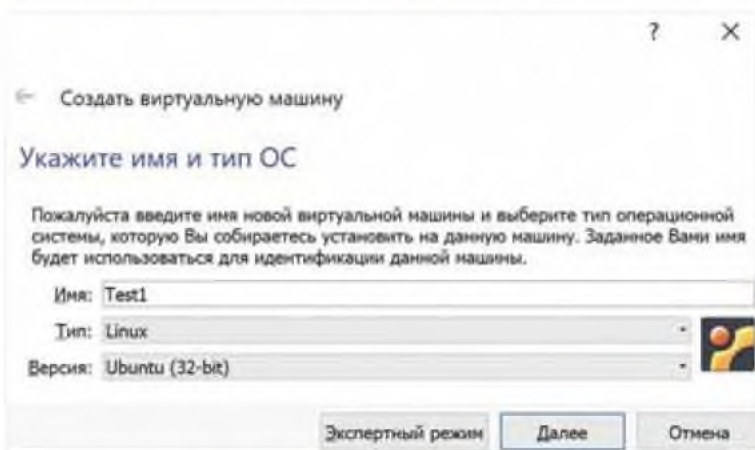 ?
Создать виртуальную машину
Укажите имя и тип ОС
Пожалуйста введите имя новой виртуальной машины и выберите тип операционной
системы, которую Вы собираетесь установить на данную машину. Заданное Вами имя
будет использоваться для идентификации данной машины.
Имя: Test1
Тип: Linux
Версия: Ubuntu (32-bit)
Экспертный режим Далее Отмена